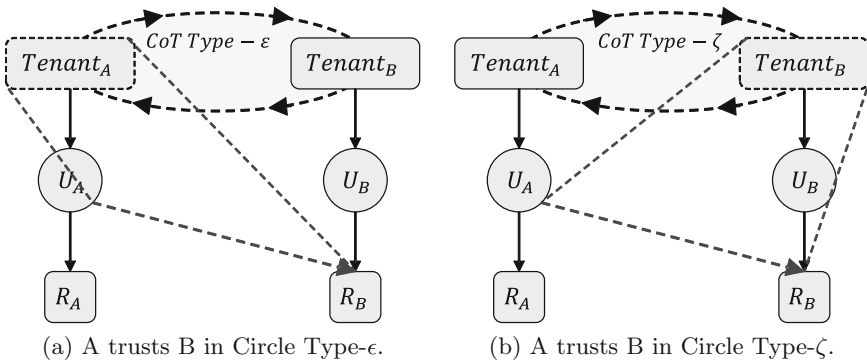 CoT Type − ε
Tenant_A
Tenant_B
U_A
U_B
R_A
R_B
(a) A trusts B in Circle Type-ϵ.
CoT Type − ζ
Tenant_A
Tenant_B
U_A
U_B
R_A
R_B
(b) A trusts B in Circle Type-ζ.